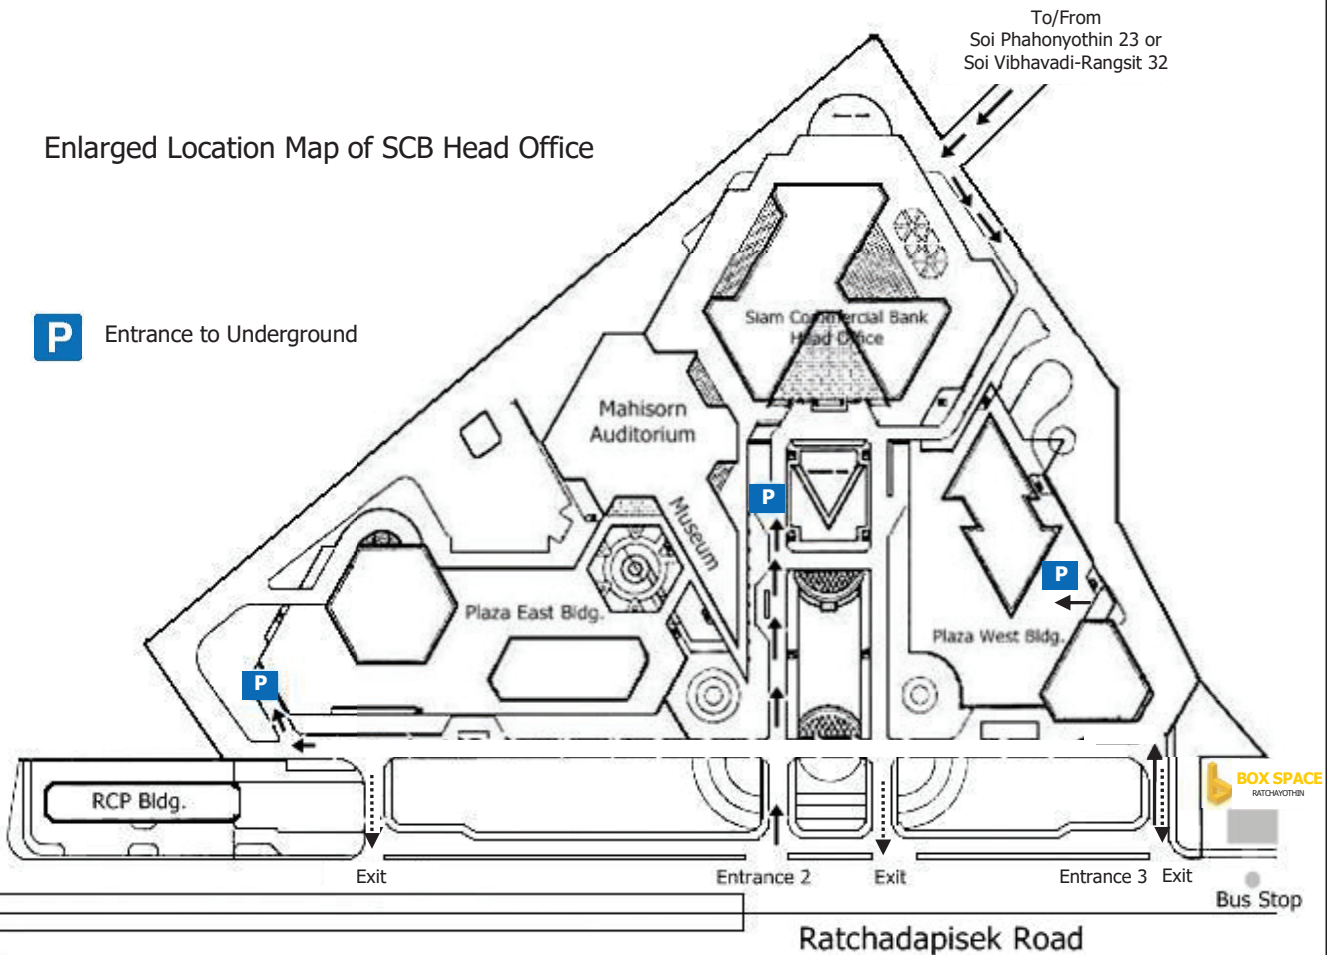 To/From
Soi Phahonyothin 23 or
Soi Vibhavadi-Rangsit 32
Enlarged Location Map of SCB Head Office
P Entrance to Underground
Siam Commercial Bank
Head Office
Mahisorn
Auditorium
P
Museum
P
Plaza East Bldg.
Plaza West Bldg.
P
BOX SPACE
RATCHAYOTHIN
RCP Bldg.
Exit
Entrance 2
Exit
Entrance 3
Exit
Bus Stop
Ratchadapisek Road